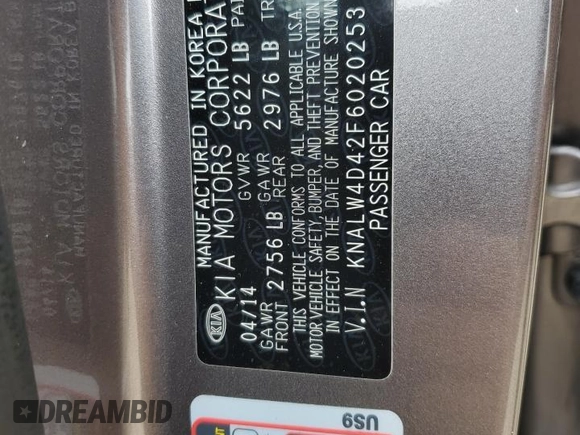 MANUFACTURED IN KOREA
KIA KIA MOTORS CORPORAT
04/14 GVWR 5622 LB
GAWR FRONT 2756 LB GAWR REAR 2976 LB
THIS VEHICLE CONFORMS TO ALL APPLICABLE U.S.A.
MOTOR VEHICLE SAFETY, BUMPER, AND THEFT PREVENTION
IN EFFECT ON THE DATE OF MANUFACTURE SHOWN
V.I.N KNALW4D42F6020253
PASSENGER CAR
US9
DREAMBID